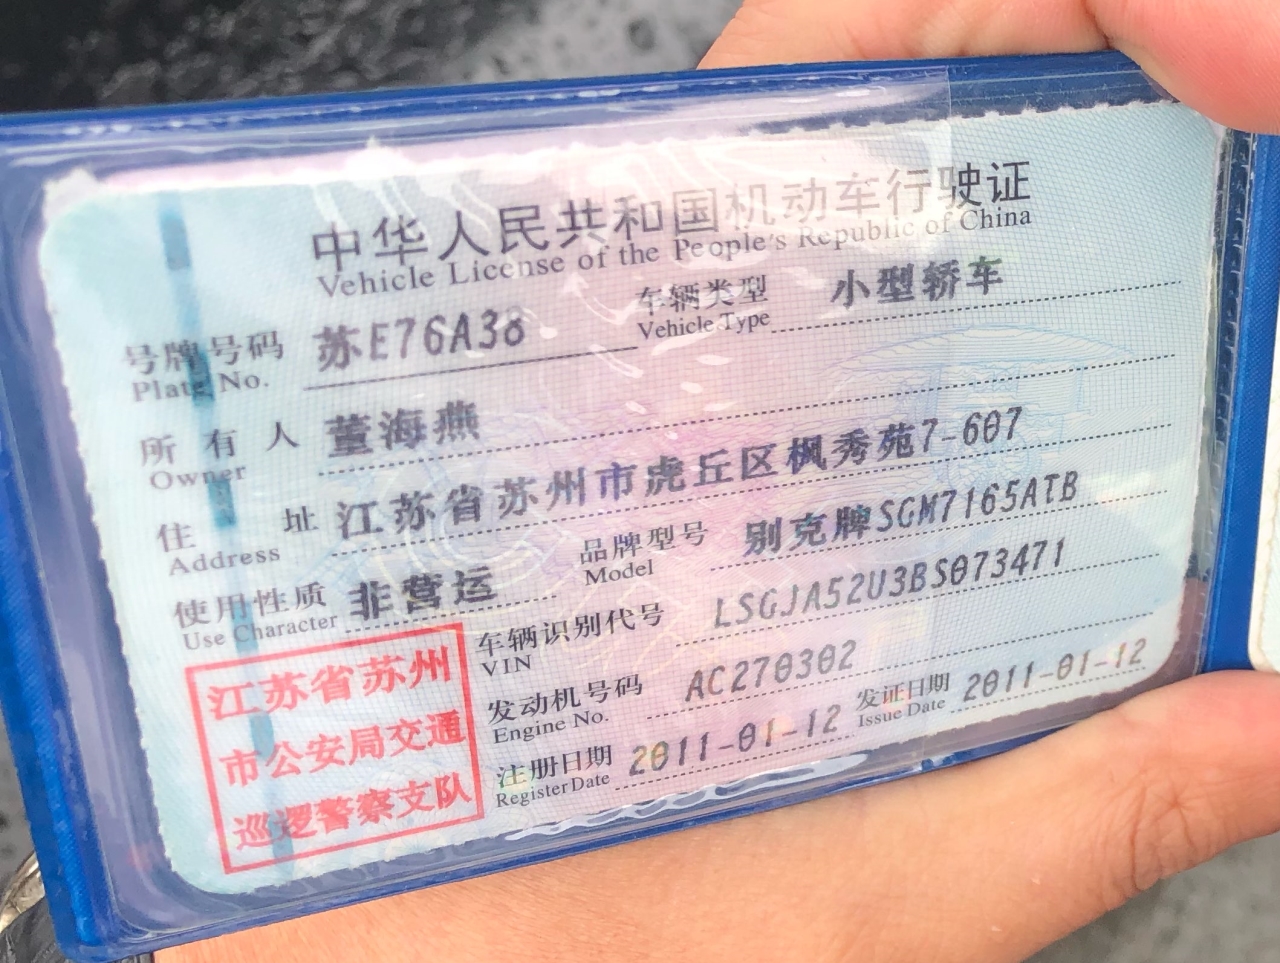 中华人民共和国机动车行驶证
Vehicle License of the People's Republic of China
号牌号码 苏E76A38 车辆类型 小型轿车
Plate No. Vehicle Type
所有人 董海燕
Owner
住址 江苏省苏州市虎丘区枫秀苑7-607
Address
使用性质 非营运 品牌型号 别克牌SGM7165ATB
Use Character Model
车辆识别代号 LSGJA52U3BS073471
VIN
发动机号码 AC270302
Engine No.
注册日期 2011-01-12 发证日期 2011-01-12
Register Date Issue Date
江苏省苏州
市公安局交通
巡逻警察支队